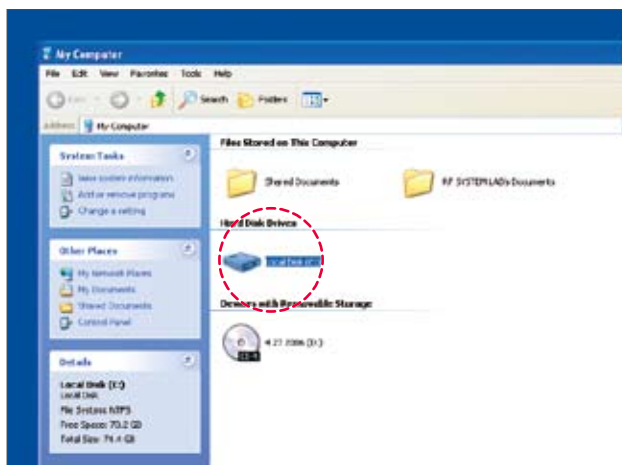 My Computer
File Edit View Favorites Tools Help
Search Folders
Address My Computer
System Tasks
View system information
Add or remove programs
Change a setting
Other Places
My Network Places
My Documents
Shared Documents
Control Panel
Details
Local Disk (C:)
Local Disk
File System: NTFS
Free Space: 70.2 GB
Total Size: 74.4 GB
Files Stored on This Computer
Shared Documents
RF SYSTEM LAB's Documents
Hard Disk Drives
Local Disk (C:)
Devices with Removable Storage
4 27 2006 (D:)